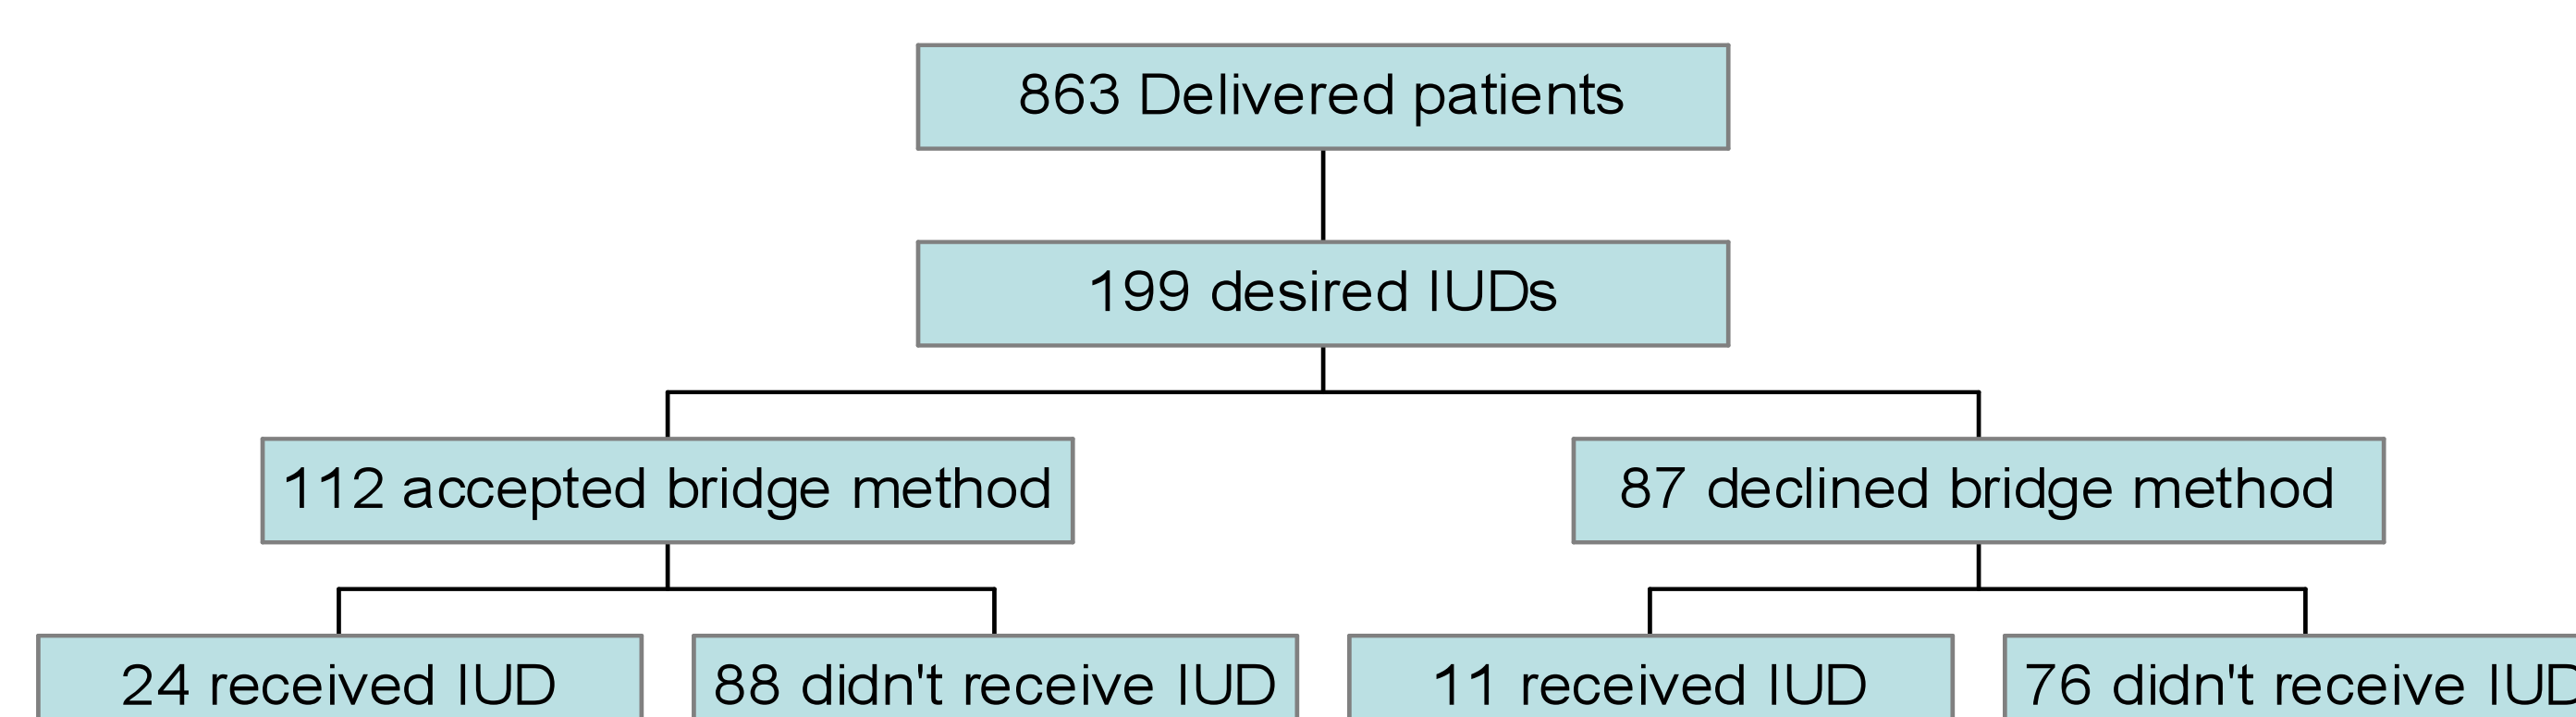 863 Delivered patients
199 desired IUDs
112 accepted bridge method
87 declined bridge method
24 received IUD
88 didn't receive IUD
11 received IUD
76 didn't receive IUD